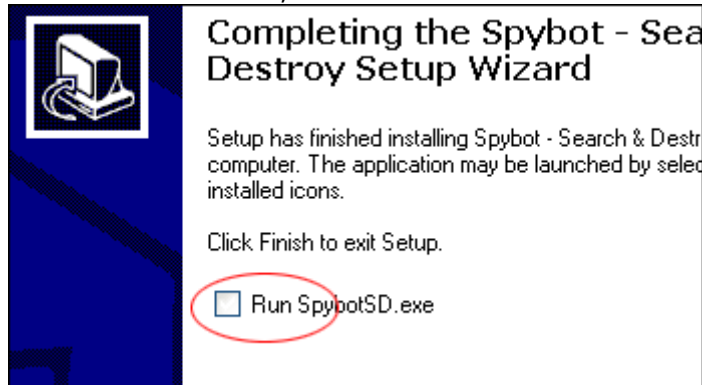 Completing the Spybot - Sea
Destroy Setup Wizard
Setup has finished installing Spybot - Search & Destr
computer. The application may be launched by selec
installed icons.
Click Finish to exit Setup.
Run SpybotSD.exe